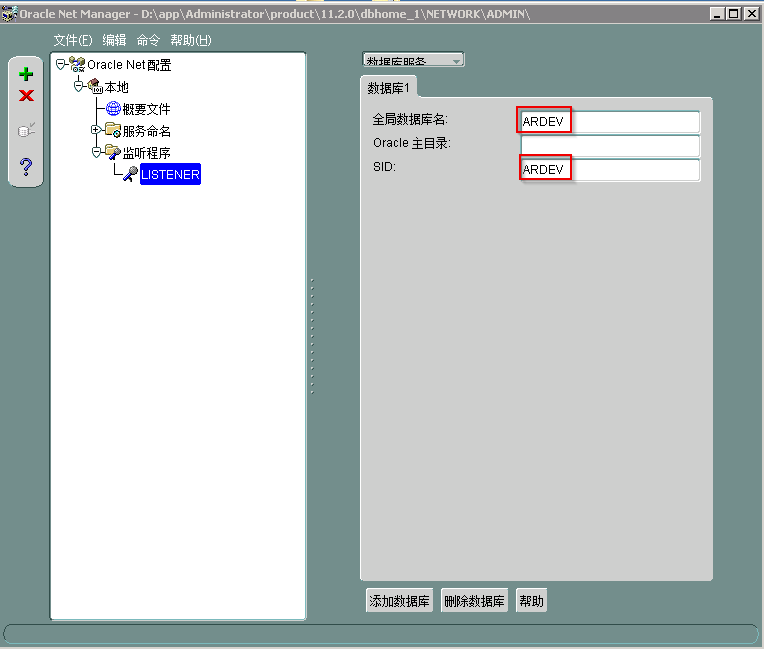 Oracle Net Manager - D:\app\Administrator\product\11.2.0\dbhome_1\NETWORK\ADMIN\
文件(F) 编辑 命令 帮助(H)
Oracle Net配置
本地
概要文件
服务命名
监听程序
LISTENER
数据库服务
数据库1
全局数据库名: ARDEV
Oracle 主目录:
SID: ARDEV
添加数据库 删除数据库 帮助